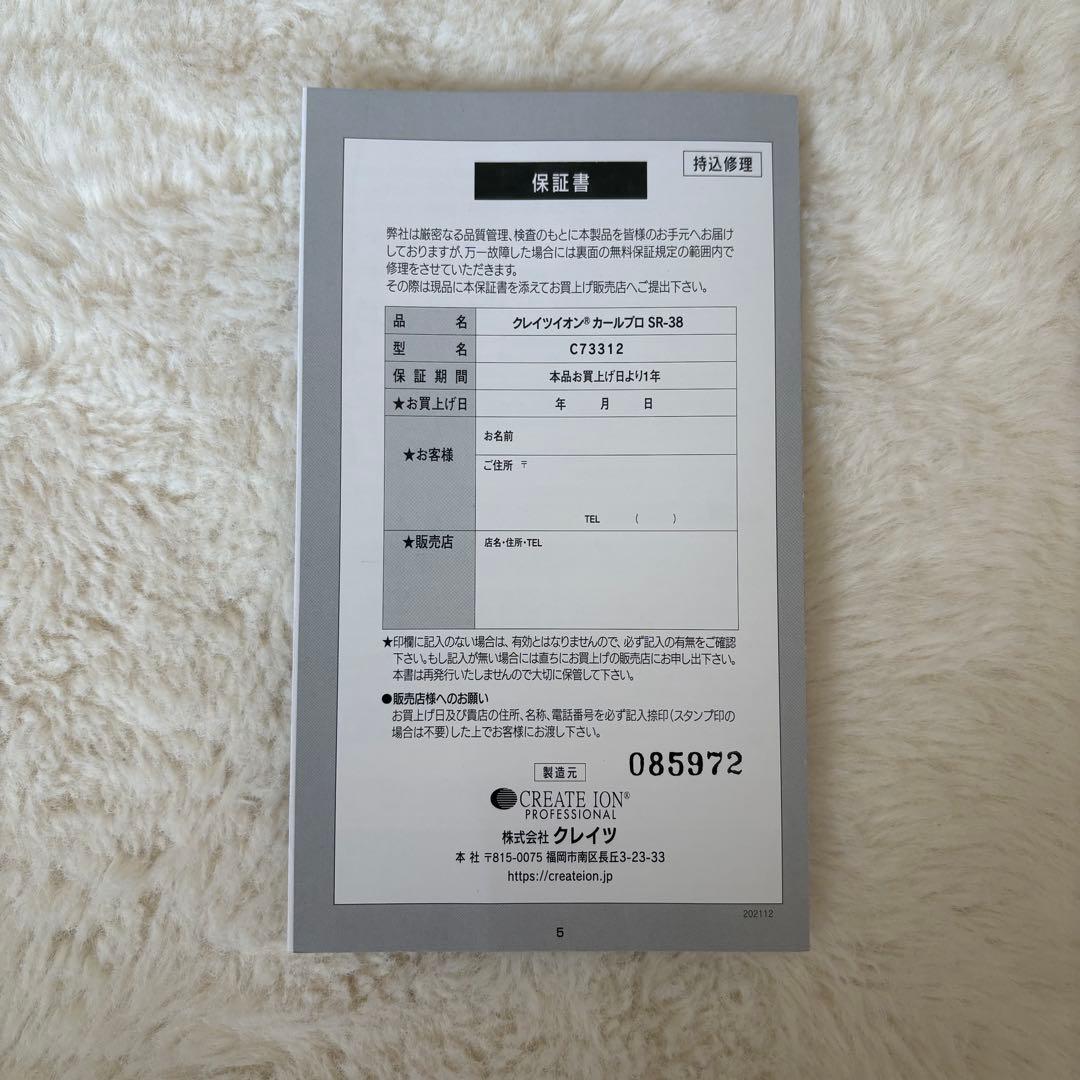 持込修理
保証書
弊社は厳密なる品質管理、検査のもとに本製品を皆様のお手元へお届け
しておりますが、万一故障した場合には裏面の無料保証規定の範囲内で
修理をさせていただきます。
その際は現品に本保証書を添えてお買上げ販売店へご提出下さい。
品名 クレイツイオン® カールプロ SR-38
型名 C73312
保証期間 本品お買上げ日より1年
★お買上げ日 年 月 日
★お客様 お名前
ご住所 〒
TEL ( )
★販売店 店名・住所・TEL
★印欄に記入のない場合は、有効とはなりませんので、必ず記入の有無をご確認
下さい。もし記入が無い場合には直ちにお買上げの販売店にお申し出下さい。
本書は再発行いたしませんので大切に保管して下さい。
●販売店様へのお願い
お買上げ日及び貴店の住所、名称、電話番号を必ず記入捺印(スタンプ印の
場合は不要)した上でお客様にお渡し下さい。
085972
製造元
CREATE ION®
PROFESSIONAL
株式会社 クレイツ
本社 〒815-0075 福岡市南区長丘3-23-33
https://createion.jp
202112
5